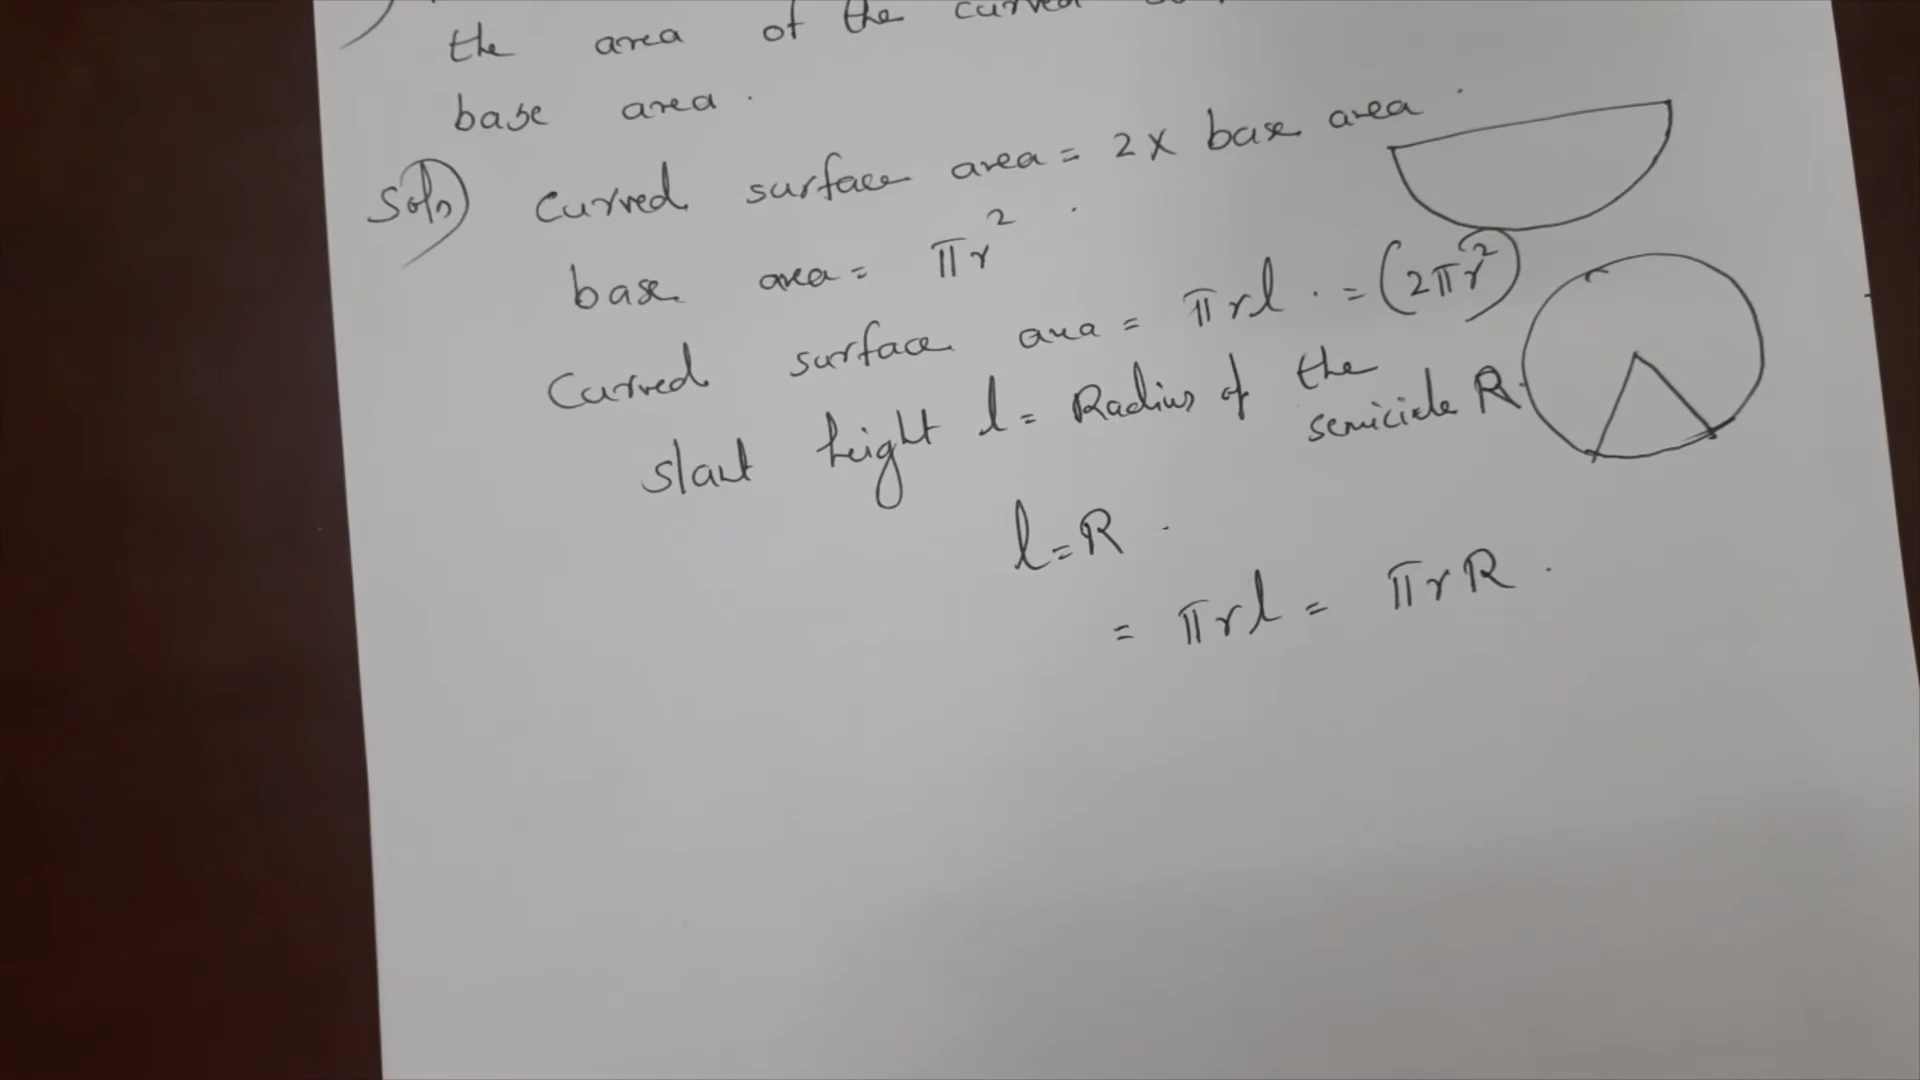 the area of the curved
base area.
Soln) Curved surface area = 2 x base area.
base area = πr².
Curved surface area = πrl. = (2πr²)
slant height l = Radius of the semicircle R.
l = R.
= πrl = πrR.